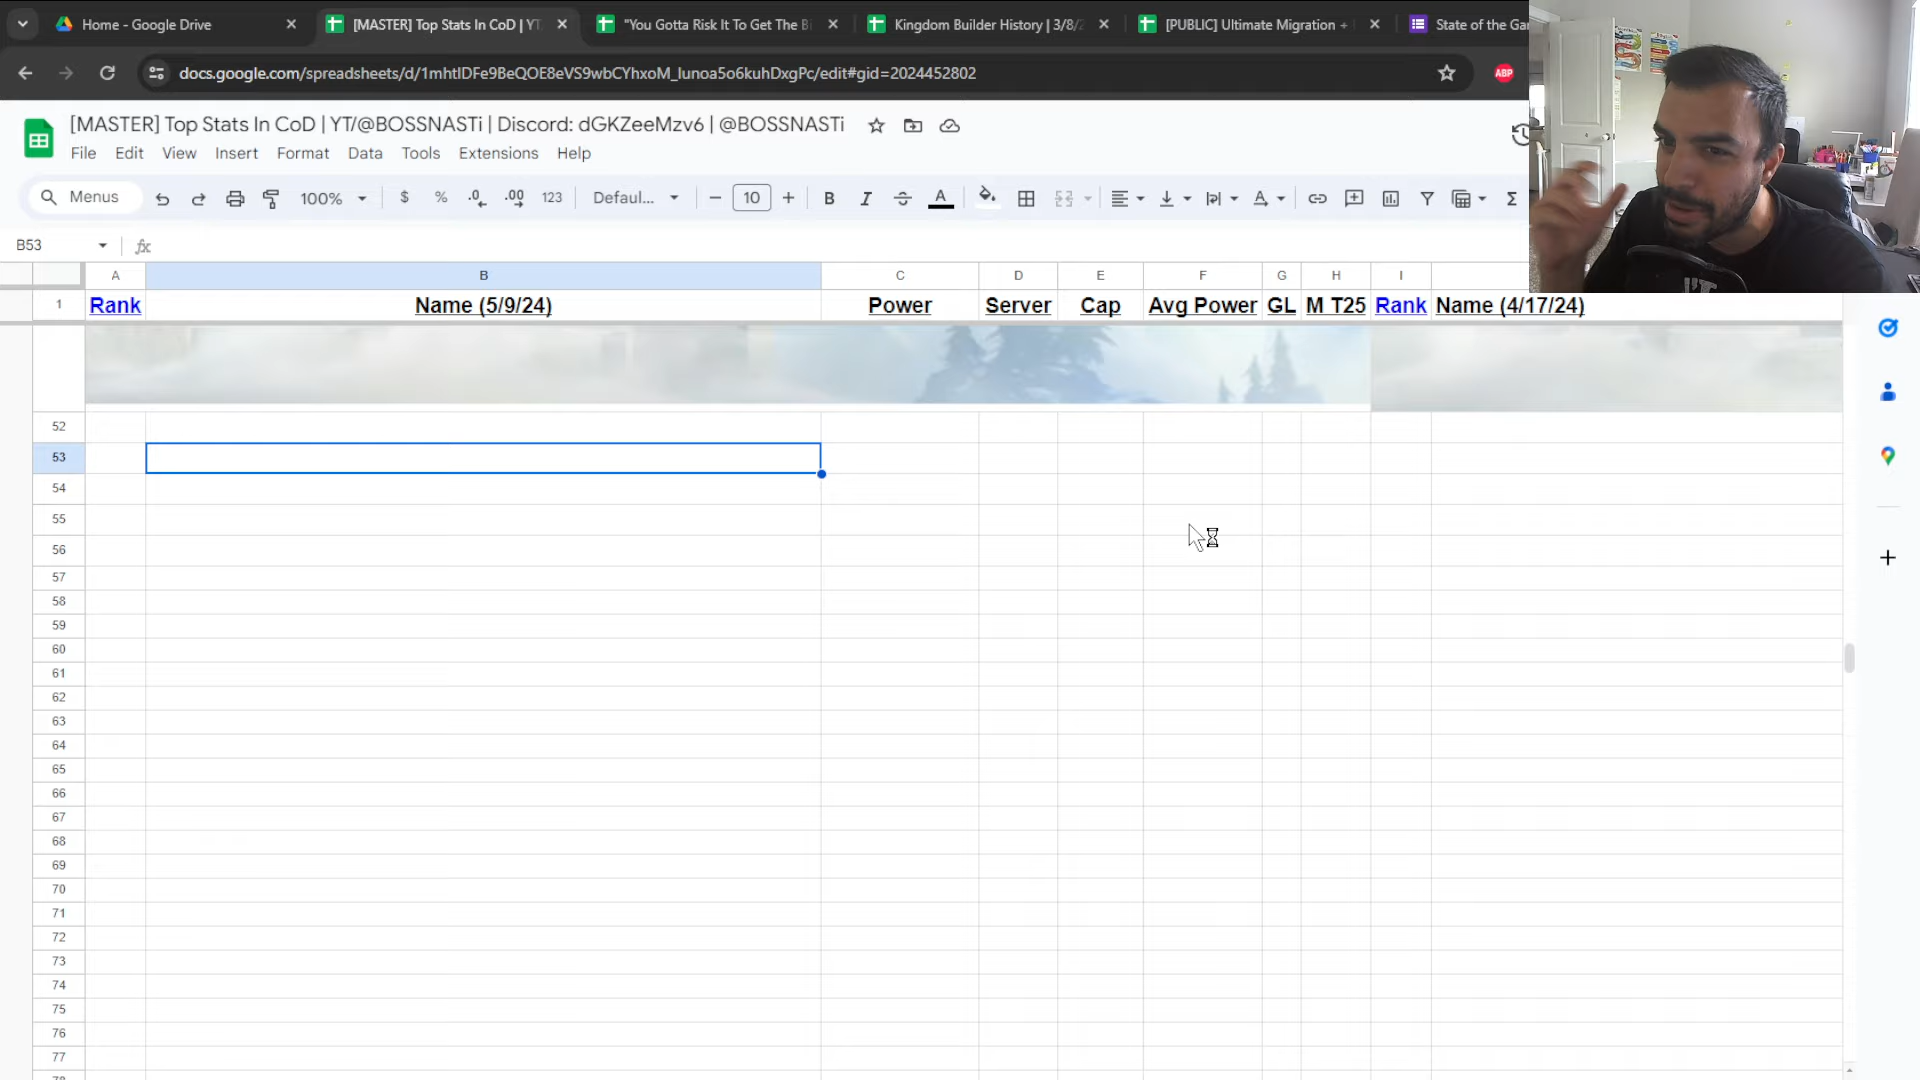 Home - Google Drive
[MASTER] Top Stats In CoD | YT
"You Gotta Risk It To Get The Bi
Kingdom Builder History | 3/8/2
[PUBLIC] Ultimate Migration +
State of the Ga
docs.google.com/spreadsheets/d/1mhtIDFe9BeQOE8eVS9wbCYhxoM_lunoa5o6kuhDxgPc/edit#gid=2024452802
ABP
[MASTER] Top Stats In CoD | YT/@BOSSNASTi | Discord: dGKZeeMzv6 | @BOSSNASTi
File Edit View Insert Format Data Tools Extensions Help
Menus 100% $ % .0 .00 123 Defaul... − 10 + B I A Σ
B53 fx
A B C D E F G H I
1 Rank Name (5/9/24) Power Server Cap Avg Power GL M T25 Rank Name (4/17/24)
52
53
54
55
56
57
58
59
60
61
62
63
64
65
66
67
68
69
70
71
72
73
74
75
76
77
78